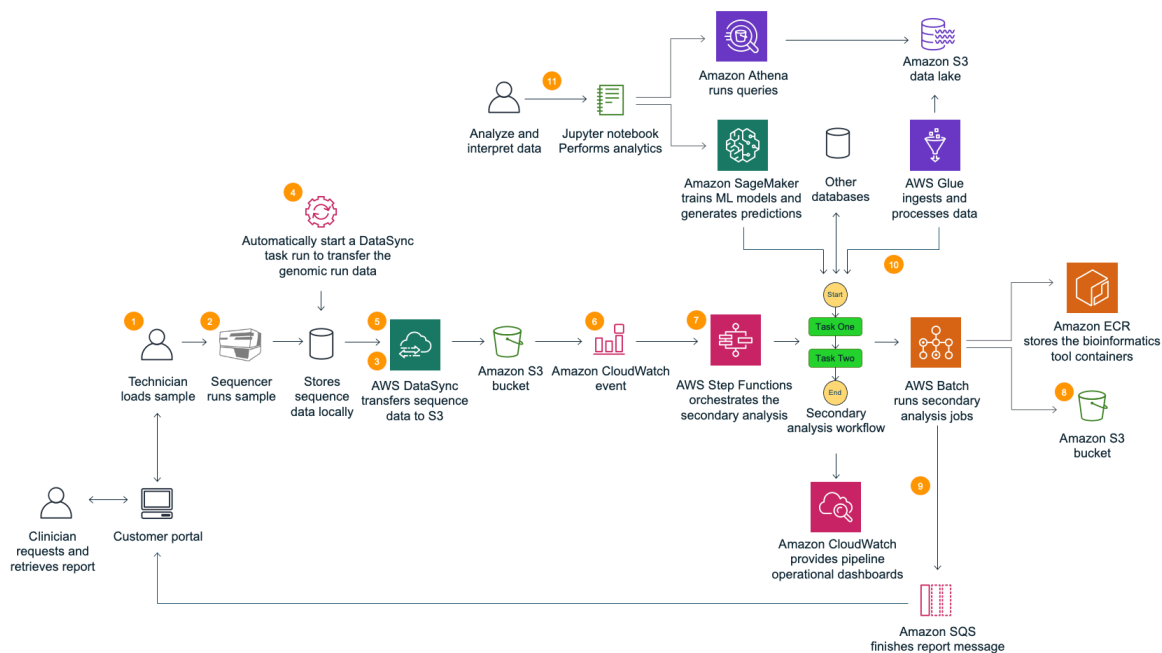 Amazon Athena
runs queries
Amazon S3
data lake
11
Analyze and
interpret data
Jupyter notebook
Performs analytics
Amazon SageMaker
trains ML models and
generates predictions
Other
databases
AWS Glue
ingests and
processes data
4
Automatically start a DataSync
task run to transfer the
genomic run data
10
1
Technician
loads sample
2
Sequencer
runs sample
Stores
sequence
data locally
5
3
AWS DataSync
transfers sequence
data to S3
Amazon S3
bucket
6
Amazon CloudWatch
event
7
AWS Step Functions
orchestrates the
secondary analysis
Start
Task One
Task Two
End
Secondary
analysis workflow
AWS Batch
runs secondary
analysis jobs
Amazon ECR
stores the bioinformatics
tool containers
8
Amazon S3
bucket
9
Clinician
requests and
retrieves report
Customer portal
Amazon CloudWatch
provides pipeline
operational dashboards
Amazon SQS
finishes report message